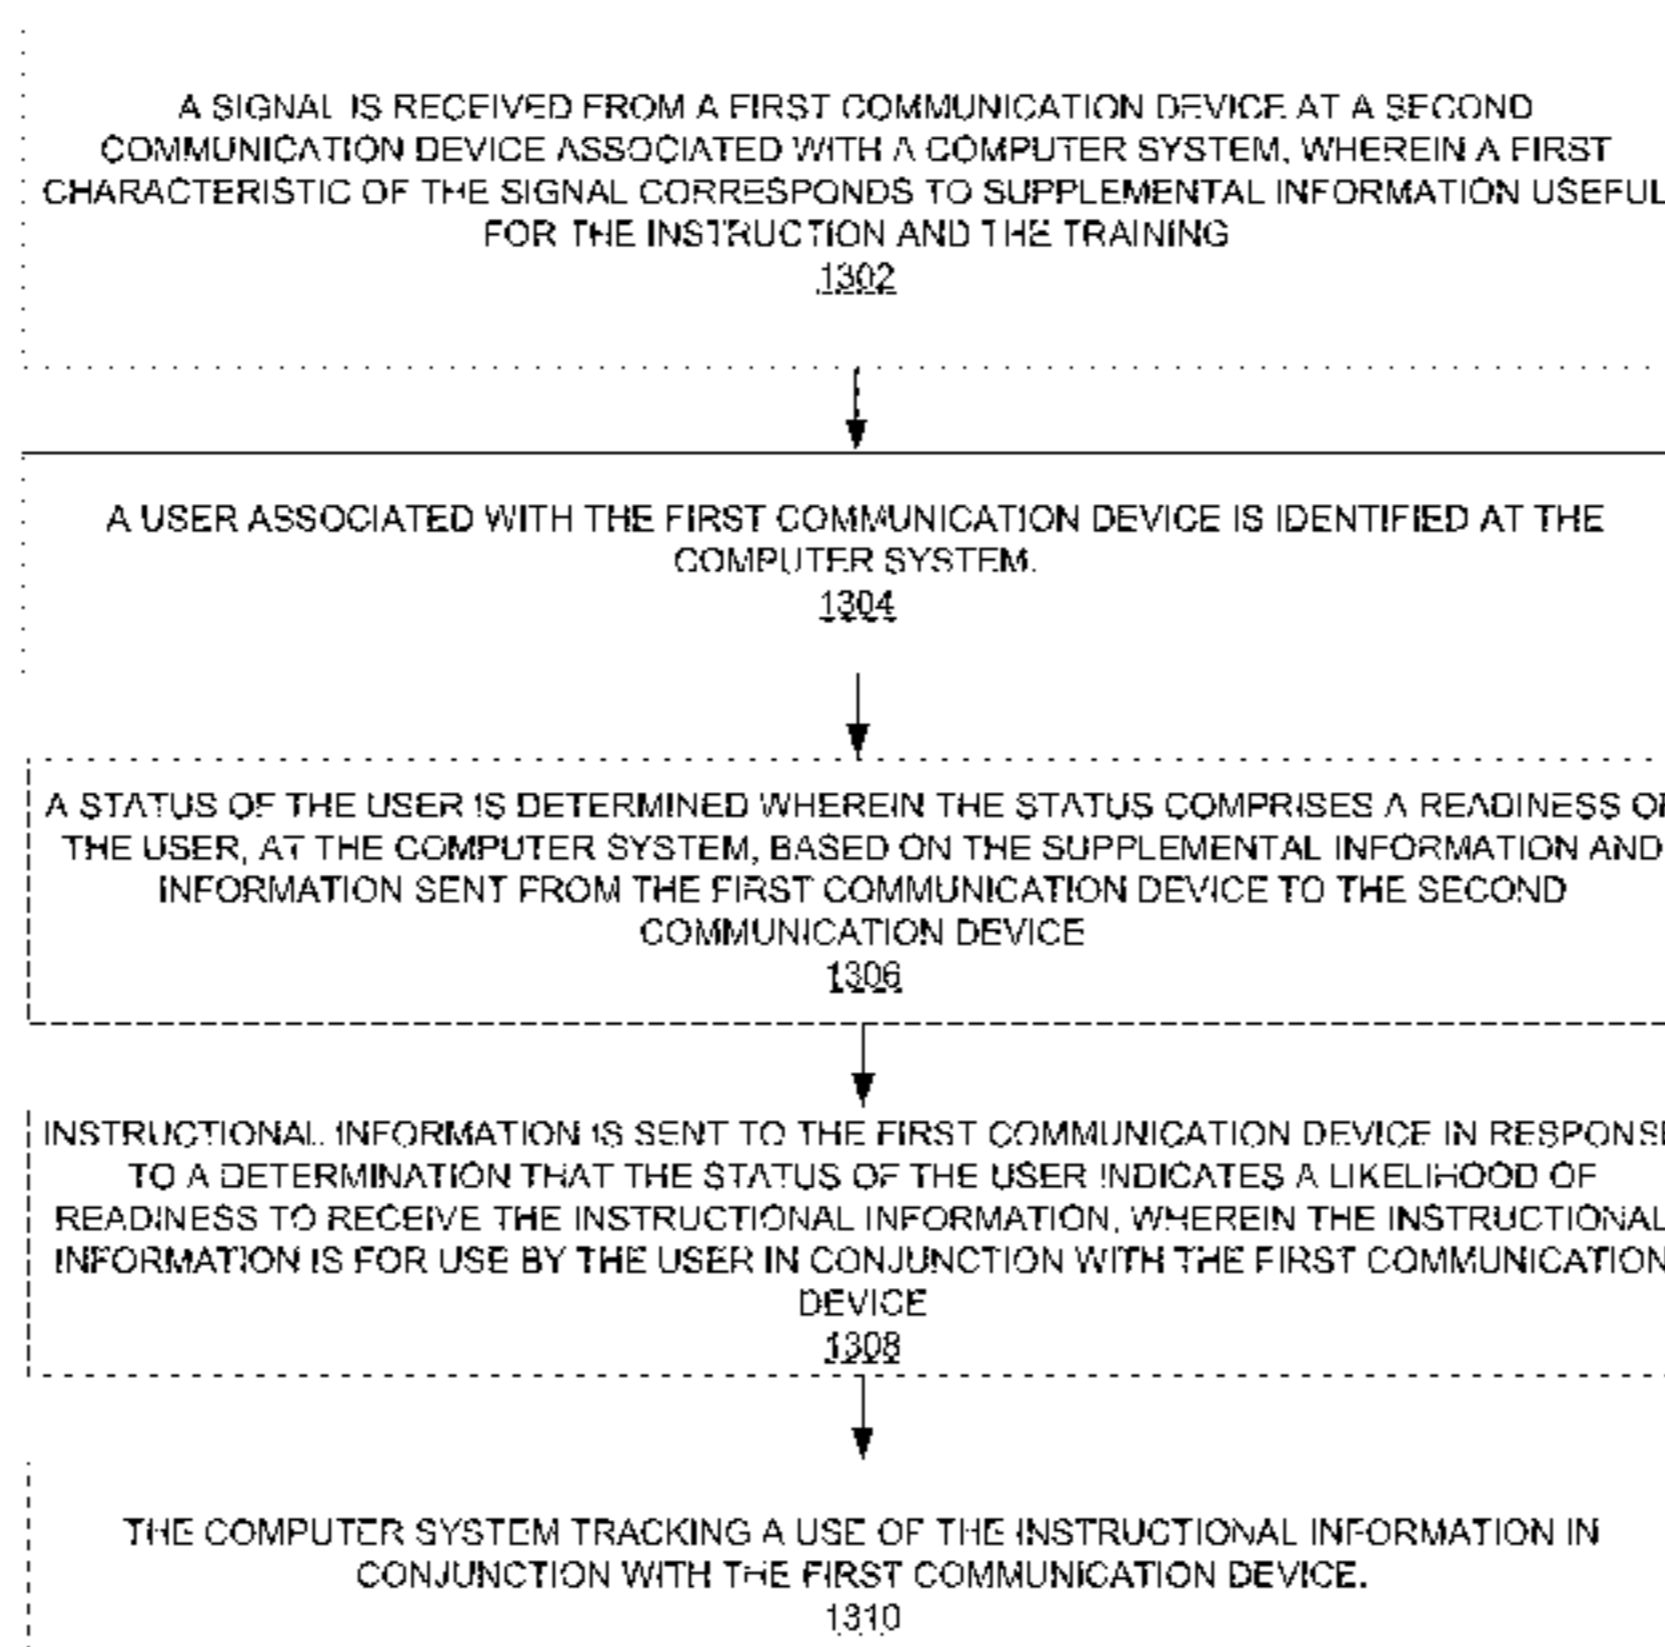 A SIGNAL IS RECEIVED FROM A FIRST COMMUNICATION DEVICE AT A SECOND
COMMUNICATION DEVICE ASSOCIATED WITH A COMPUTER SYSTEM, WHEREIN A FIRST
CHARACTERISTIC OF THE SIGNAL CORRESPONDS TO SUPPLEMENTAL INFORMATION USEFUL
FOR THE INSTRUCTION AND THE TRAINING
1302
A USER ASSOCIATED WITH THE FIRST COMMUNICATION DEVICE IS IDENTIFIED AT THE
COMPUTER SYSTEM.
1304
A STATUS OF THE USER IS DETERMINED WHEREIN THE STATUS COMPRISES A READINESS OF
THE USER, AT THE COMPUTER SYSTEM, BASED ON THE SUPPLEMENTAL INFORMATION AND
INFORMATION SENT FROM THE FIRST COMMUNICATION DEVICE TO THE SECOND
COMMUNICATION DEVICE
1306
INSTRUCTIONAL INFORMATION IS SENT TO THE FIRST COMMUNICATION DEVICE IN RESPONSE
TO A DETERMINATION THAT THE STATUS OF THE USER INDICATES A LIKELIHOOD OF
READINESS TO RECEIVE THE INSTRUCTIONAL INFORMATION, WHEREIN THE INSTRUCTIONAL
INFORMATION IS FOR USE BY THE USER IN CONJUNCTION WITH THE FIRST COMMUNICATION
DEVICE
1308
THE COMPUTER SYSTEM TRACKING A USE OF THE INSTRUCTIONAL INFORMATION IN
CONJUNCTION WITH THE FIRST COMMUNICATION DEVICE.
1310